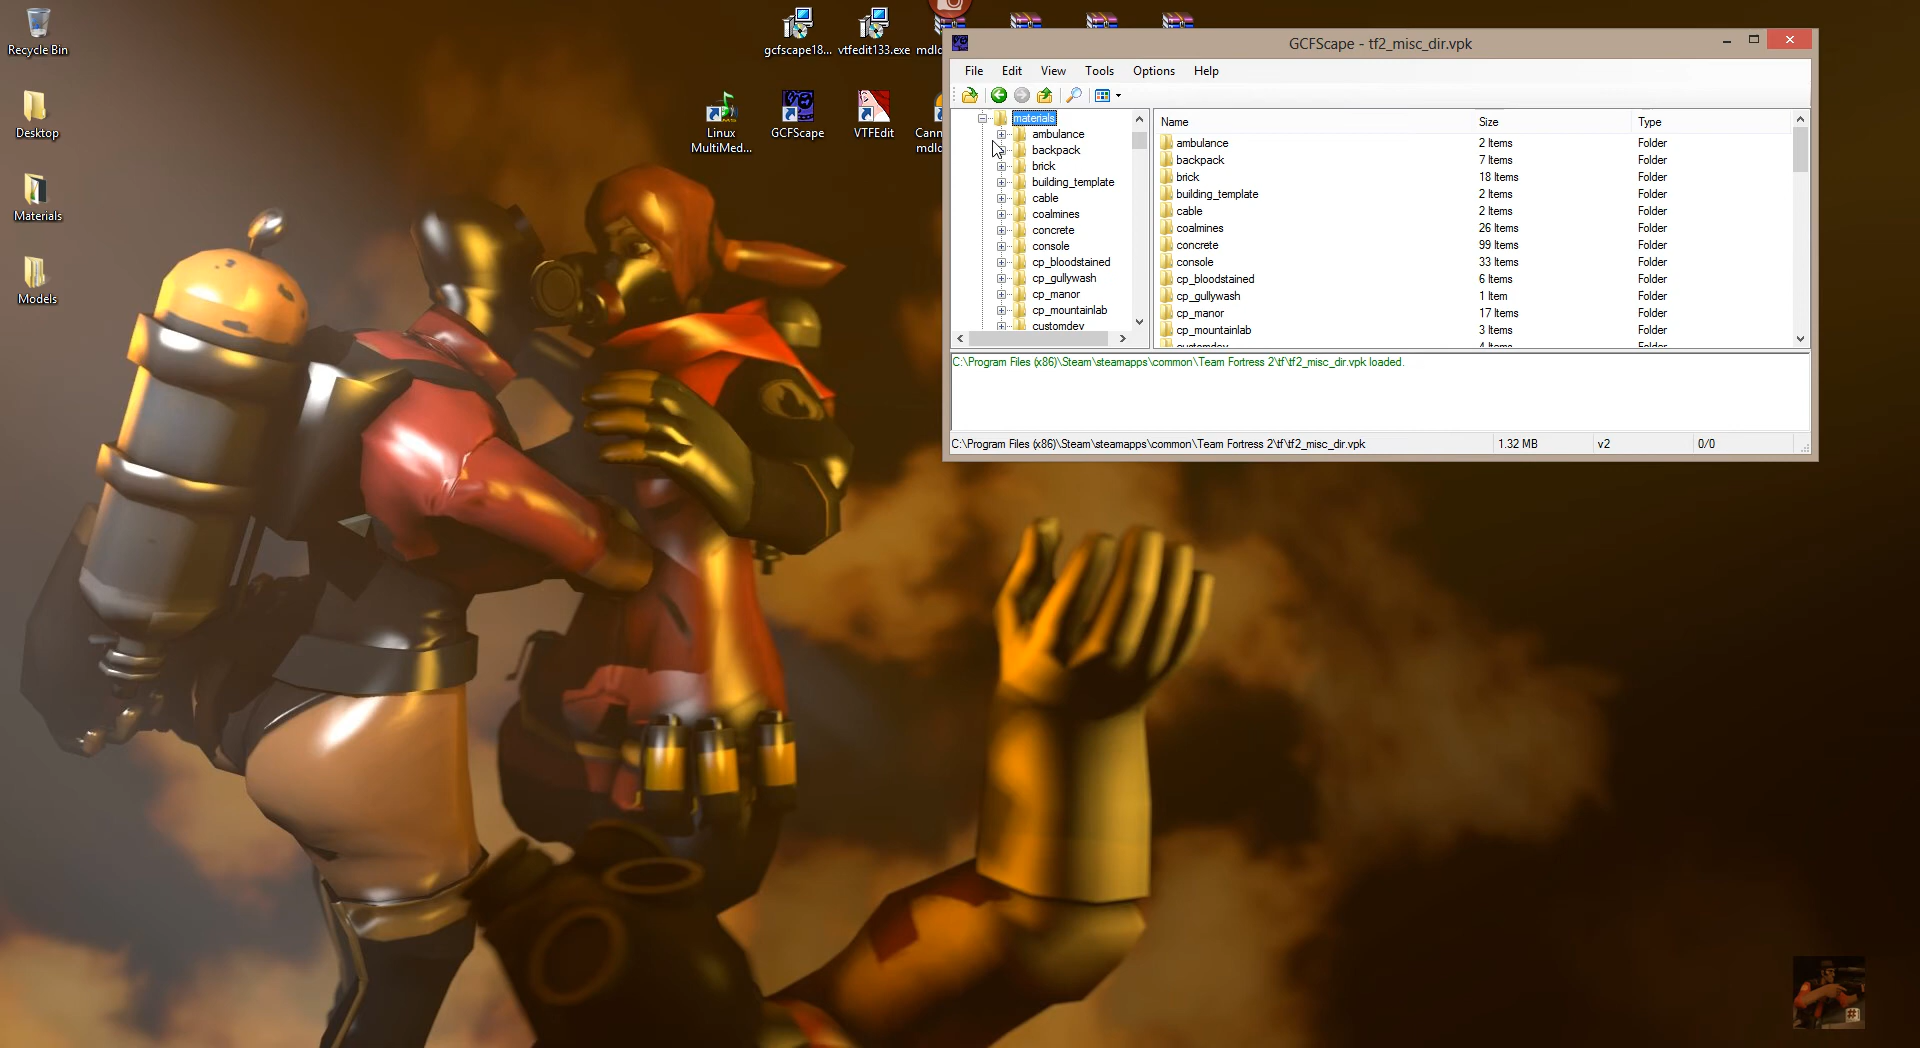 Recycle Bin
Desktop
Materials
Models
gcfscape18...
vtfedit133.exe
Linux
MultiMed...
GCFScape
VTFEdit
GCFScape - tf2_misc_dir.vpk
File Edit View Tools Options Help
materials
ambulance
backpack
brick
building_template
cable
coalmines
concrete
console
cp_bloodstained
cp_gullywash
cp_manor
cp_mountainlab
customdev
Name Size Type
ambulance 2 Items Folder
backpack 7 Items Folder
brick 18 Items Folder
building_template 2 Items Folder
cable 2 Items Folder
coalmines 26 Items Folder
concrete 99 Items Folder
console 33 Items Folder
cp_bloodstained 6 Items Folder
cp_gullywash 1 Item Folder
cp_manor 17 Items Folder
cp_mountainlab 3 Items Folder
customdev 4 Items Folder
C:\Program Files (x86)\Steam\steamapps\common\Team Fortress 2\tf\tf2_misc_dir.vpk loaded.
C:\Program Files (x86)\Steam\steamapps\common\Team Fortress 2\tf\tf2_misc_dir.vpk 1.32 MB v2 0/0